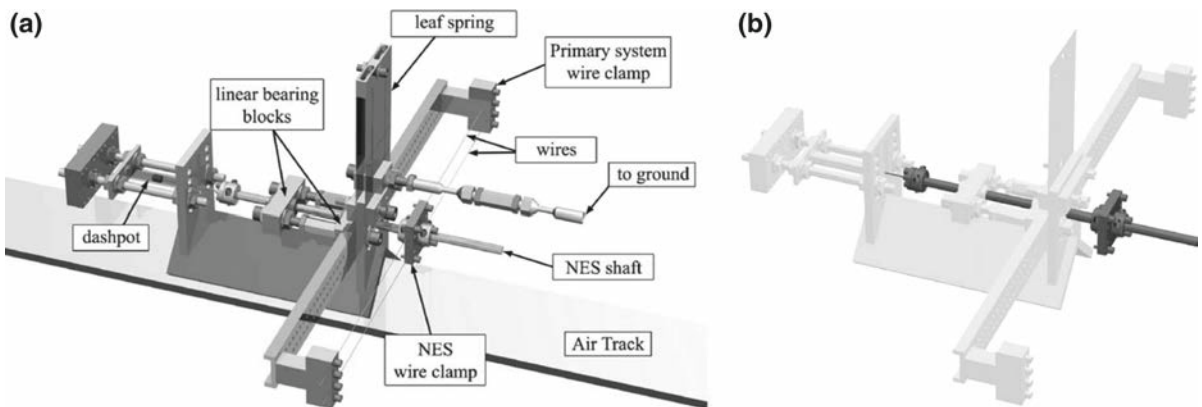 (a)
leaf spring
Primary system
wire clamp
linear bearing
blocks
wires
to ground
dashpot
NES shaft
NES
wire clamp
Air Track
(b)